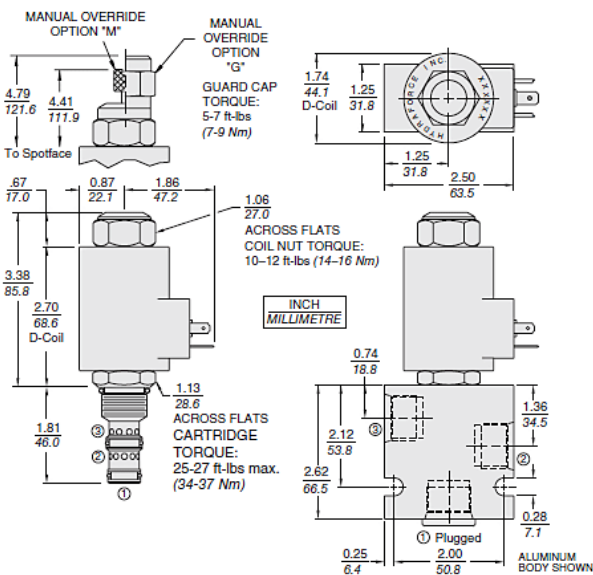 MANUAL OVERRIDE
OPTION "M"
MANUAL
OVERRIDE
OPTION
"G"
GUARD CAP
TORQUE:
5-7 ft-lbs
(7-9 Nm)
4.79
121.6
4.41
111.9
To Spotface
1.74
44.1
D-Coil
1.25
31.8
HYDRAFORCE INC. XXXXXX
1.25
31.8
2.50
63.5
.67
17.0
0.87
22.1
1.86
47.2
1.06
27.0
ACROSS FLATS
COIL NUT TORQUE:
10–12 ft-lbs (14–16 Nm)
3.38
85.8
2.70
68.6
D-Coil
INCH
MILLIMETRE
1.13
28.6
ACROSS FLATS
CARTRIDGE
TORQUE:
25-27 ft-lbs max.
(34-37 Nm)
1.81
46.0
③
②
①
0.74
18.8
1.36
34.5
2.12
53.8
2.62
66.5
③
②
① Plugged
0.28
7.1
0.25
6.4
2.00
50.8
ALUMINUM
BODY SHOWN